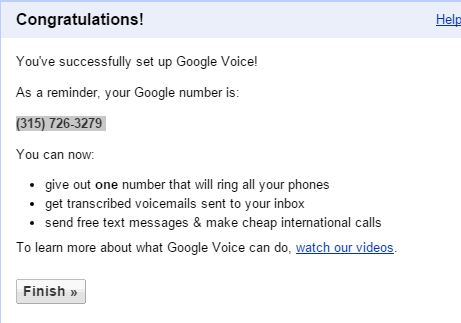 Congratulations!
Help
You've successfully set up Google Voice!
As a reminder, your Google number is:
(315) 726-3279
You can now:
• give out one number that will ring all your phones
• get transcribed voicemails sent to your inbox
• send free text messages & make cheap international calls
To learn more about what Google Voice can do, watch our videos.
Finish »